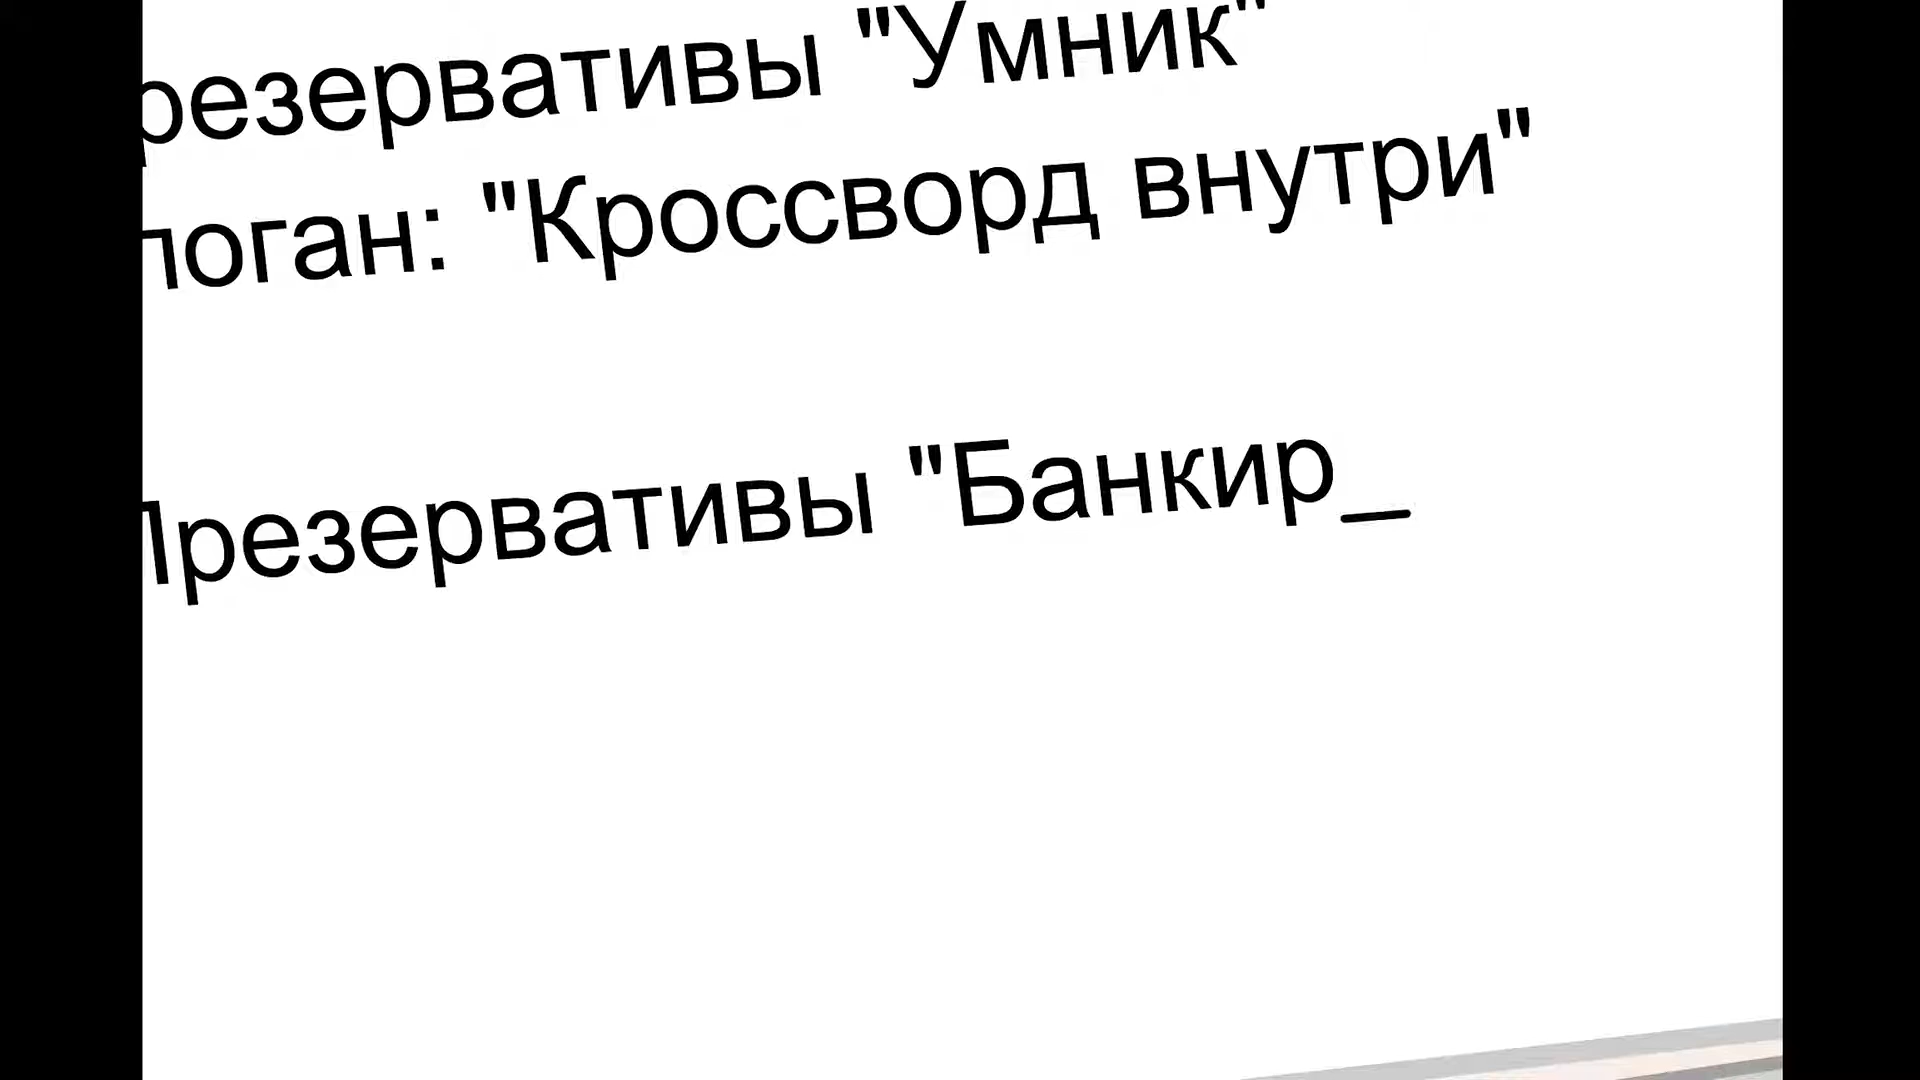 резервативы "Умник"
логан: "Кроссворд внутри"
Презервативы "Банкир_